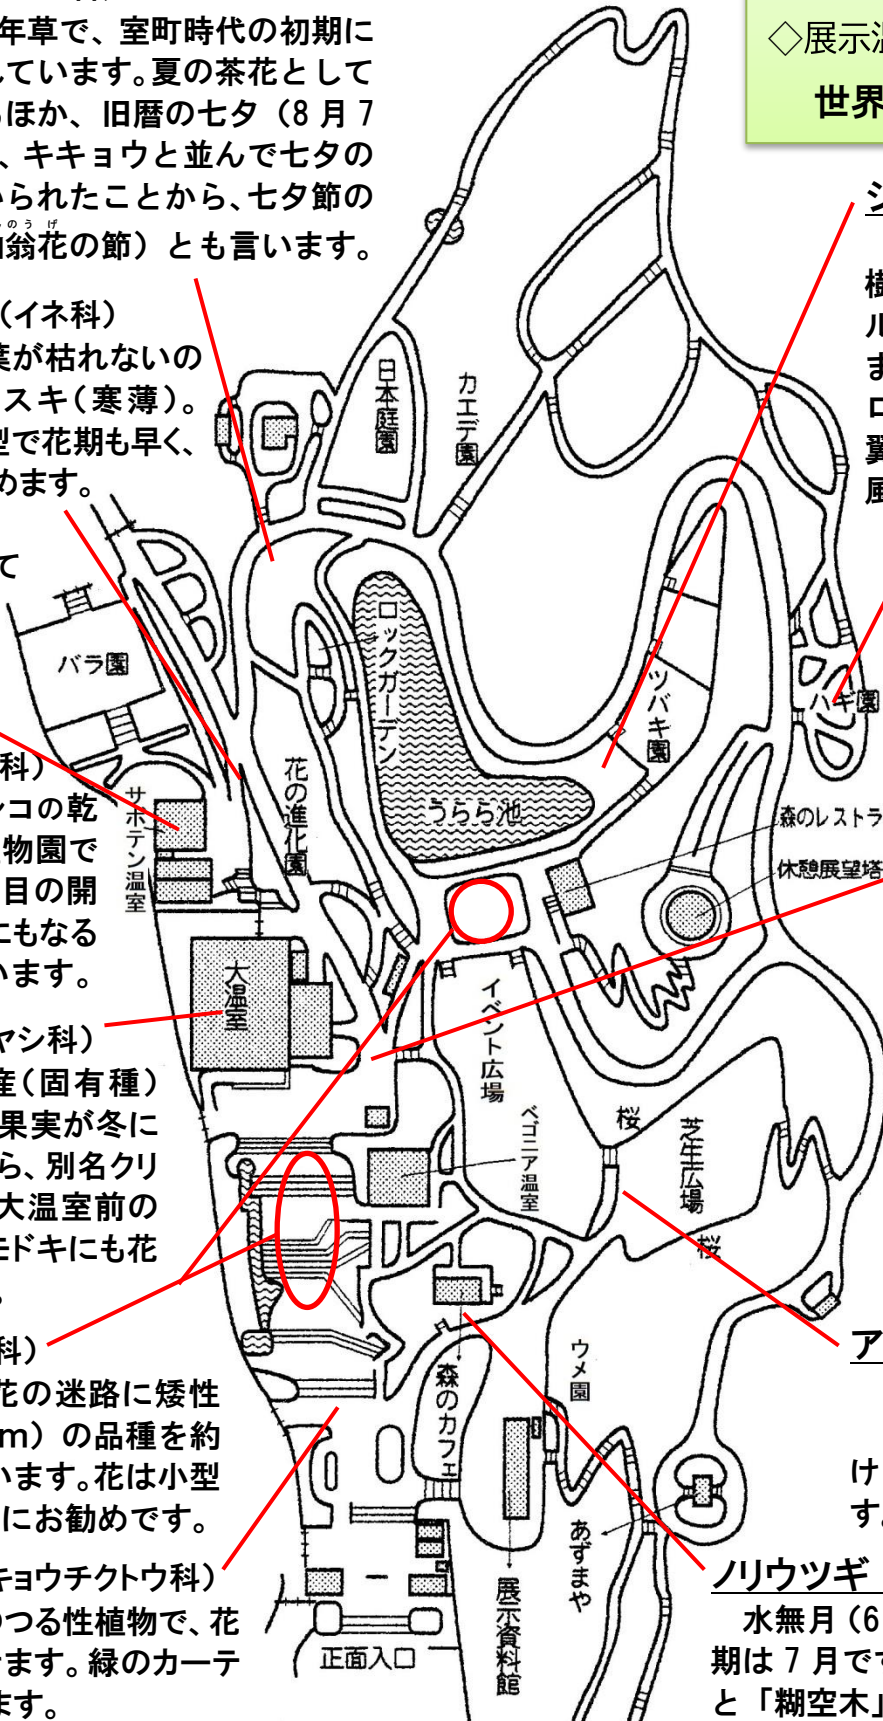 年草で、室町時代の初期に
しています。夏の茶花として
るほか、旧暦の七夕（8月7
、キキョウと並んで七夕の
いられたことから、七夕節の
のうげ
翁花の節）とも言います。
（イネ科）
葉が枯れないの
スキ（寒薄）。
型で花期も早く、
めます。
て
科）
ンコの乾
物園で
目の開
にもなる
います。
ヤシ科）
産（固有種）
果実が冬に
ら、別名クリ
大温室前の
モドキにも花
。
科）
花の迷路に矮性
m）の品種を約
います。花は小型
にお勧めです。
キョウチクトウ科）
のつる性植物で、花
きます。緑のカーテ
ます。
◇展示温
世界
シ
樹
ル
ま
ロ
翼
風
ア
け
す。
ノリウツギ
水無月（6
期は7月です
と「糊空木」
日本庭園
カエデ園
ロックガーデン
バラ園
ツバキ園
ハギ園
花の進化園
うらら池
サボテン温室
森のレストラ
休憩展望塔
大温室
イベント広場
ベゴニア温室
桜
芝生広場
桜
ウメ園
森のカフェ
あずまや
展示資料館
正面入口